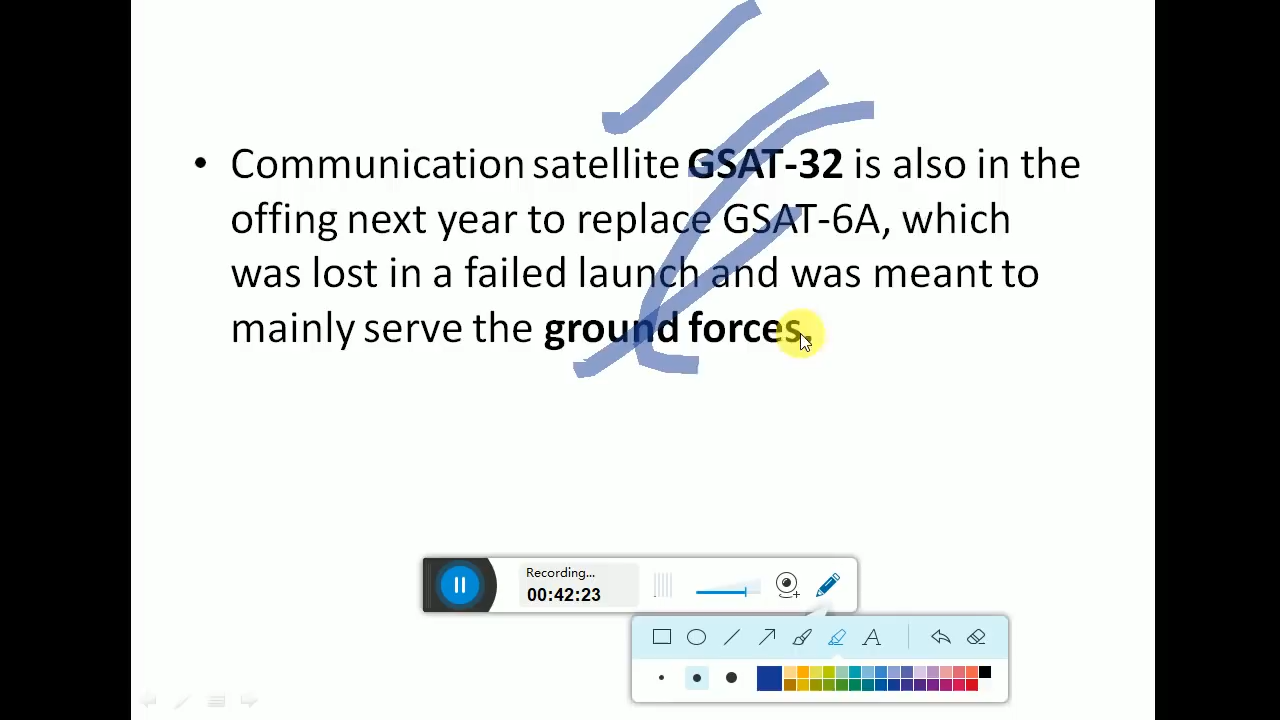 • Communication satellite GSAT-32 is also in the
offing next year to replace GSAT-6A, which
was lost in a failed launch and was meant to
mainly serve the ground forces.
Recording...
00:42:23
A